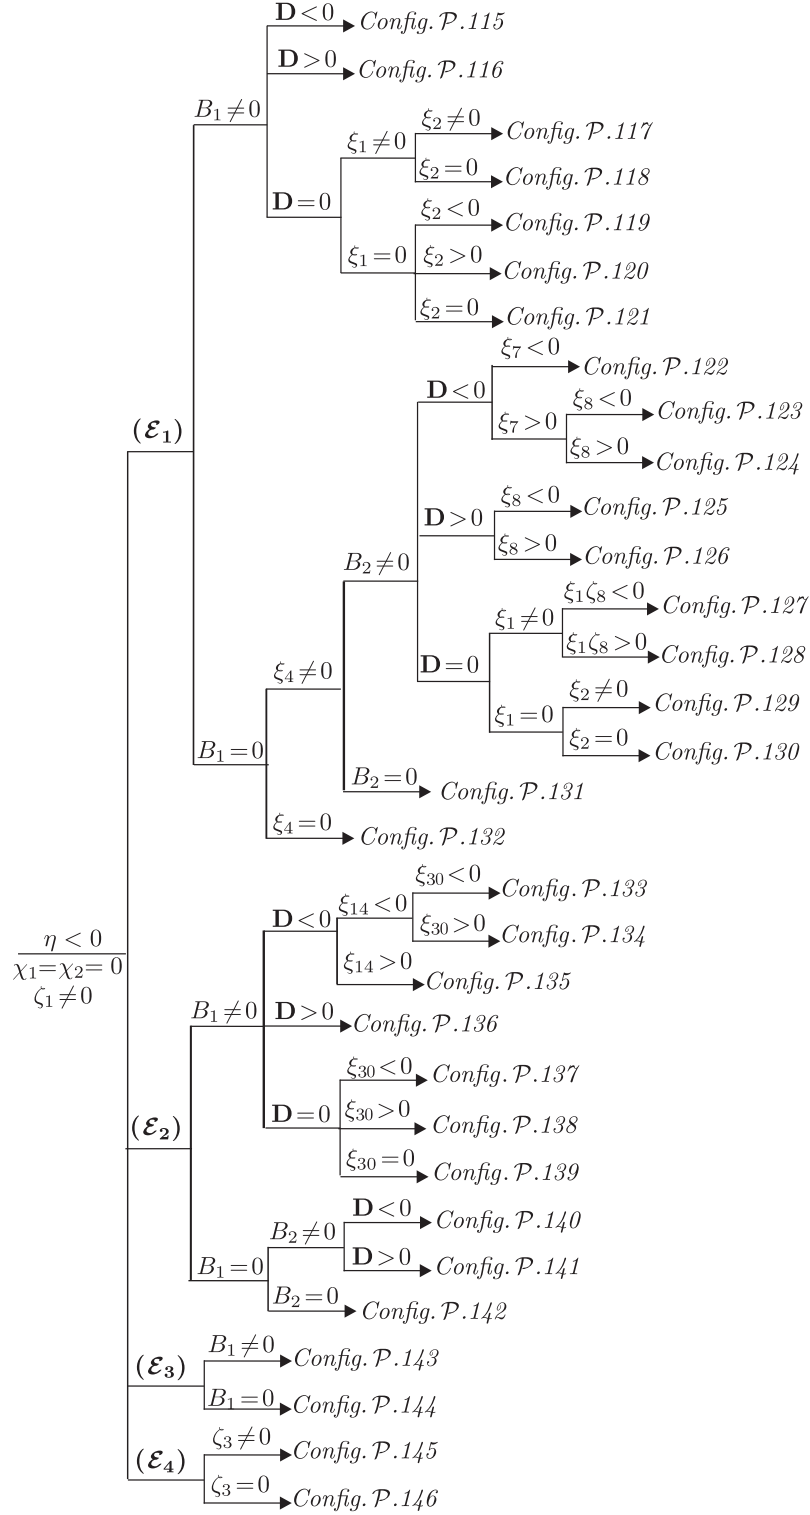 D<0 Config. P.115
D>0 Config. P.116
B₁≠0
ξ₂≠0 Config. P.117
ξ₁≠0
ξ₂=0 Config. P.118
D=0
ξ₂<0 Config. P.119
ξ₁=0 ξ₂>0 Config. P.120
ξ₂=0 Config. P.121
ξ₇<0 Config. P.122
D<0
ξ₈<0 Config. P.123
ξ₇>0
(ℰ₁)
ξ₈>0 Config. P.124
ξ₈<0 Config. P.125
D>0
ξ₈>0 Config. P.126
B₂≠0
ξ₁ζ₈<0 Config. P.127
ξ₁≠0
ξ₁ζ₈>0 Config. P.128
D=0
ξ₄≠0
ξ₂≠0 Config. P.129
ξ₁=0
ξ₂=0 Config. P.130
B₁=0
B₂=0 Config. P.131
ξ₄=0 Config. P.132
ξ₃₀<0 Config. P.133
ξ₁₄<0
D<0
ξ₃₀>0 Config. P.134
η < 0
χ₁=χ₂= 0
ζ₁≠0
ξ₁₄>0 Config. P.135
B₁≠0 D>0 Config. P.136
ξ₃₀<0 Config. P.137
D=0 ξ₃₀>0 Config. P.138
(ℰ₂)
ξ₃₀=0 Config. P.139
D<0 Config. P.140
B₂≠0
D>0 Config. P.141
B₁=0
B₂=0 Config. P.142
B₁≠0 Config. P.143
(ℰ₃)
B₁=0 Config. P.144
ζ₃≠0 Config. P.145
(ℰ₄)
ζ₃=0 Config. P.146